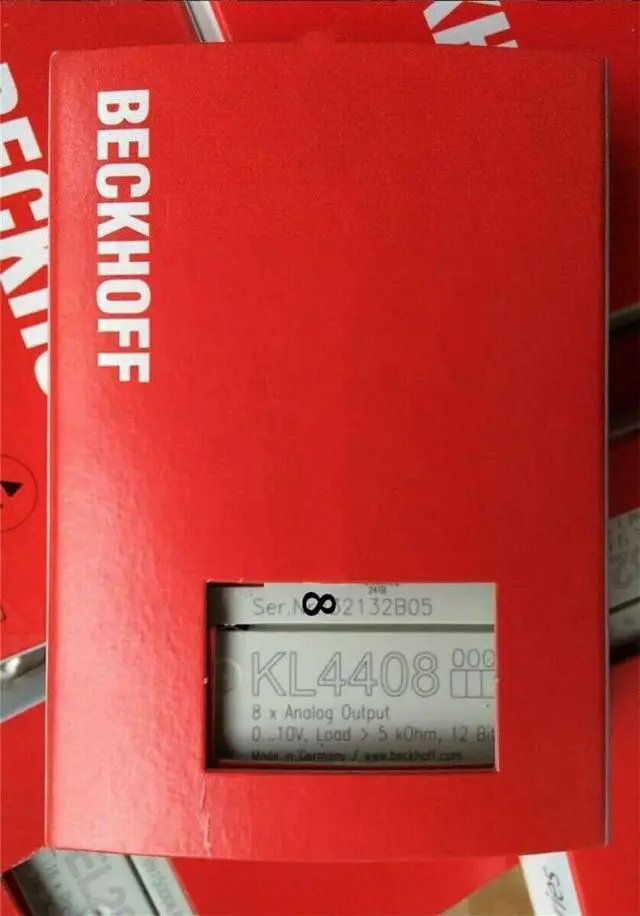 BECKHOFF
Ser.N 32132B05
KL4408
8 x Analog Output
0...10V, Load > 5 kOhm, 12 Bit
Made in Germany / www.beckhoff.com